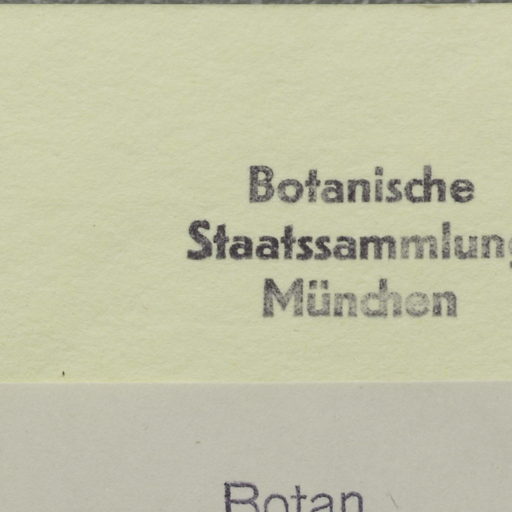 Botanische
Staatssammlung
München
Botan